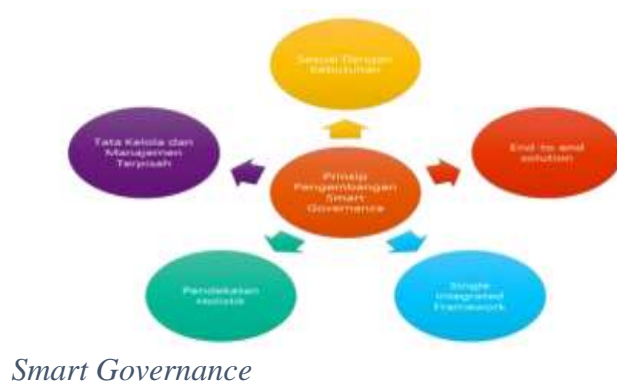 Sesuai Dengan
Kebutuhan
Tata Kelola dan
Manajemen
Terpisah
End to end
solution
Prinsip
Pengembangan
Smart
Governance
Pendekatan
Holistik
Single
Integrated
Framework
Smart Governance